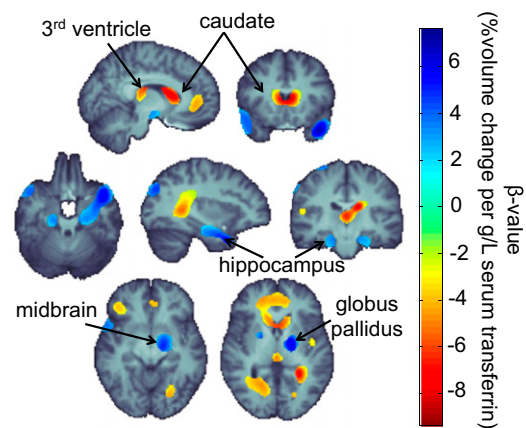 3rd ventricle
caudate
hippocampus
midbrain
globus
pallidus
6
4
2
0
-2
-4
-6
-8
β-value
(%volume change per g/L serum transferrin)